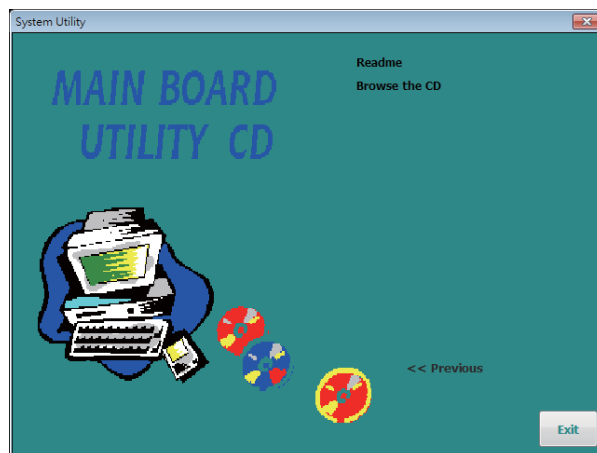 System Utility
MAIN BOARD
UTILITY CD
Readme
Browse the CD
<< Previous
Exit